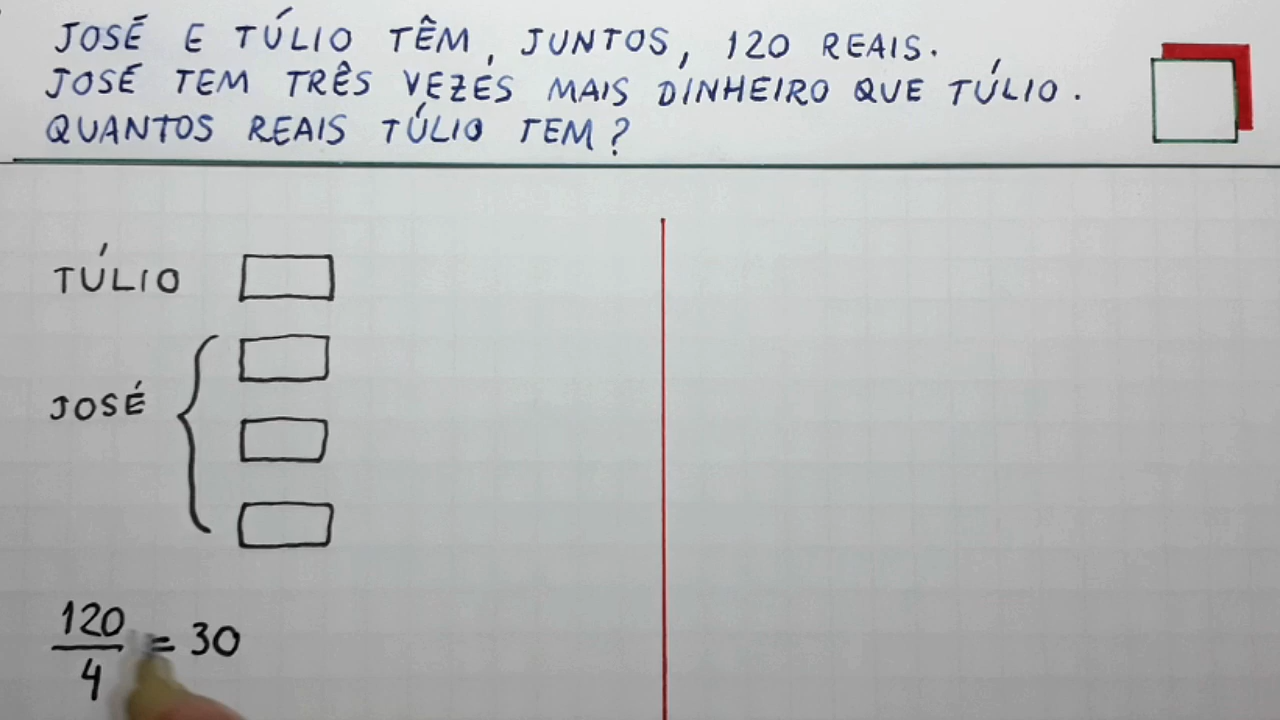 JOSÉ E TÚLIO TÊM, JUNTOS, 120 REAIS.
JOSÉ TEM TRÊS VEZES MAIS DINHEIRO QUE TÚLIO.
QUANTOS REAIS TÚLIO TEM?
TÚLIO
JOSÉ
120
4
= 30